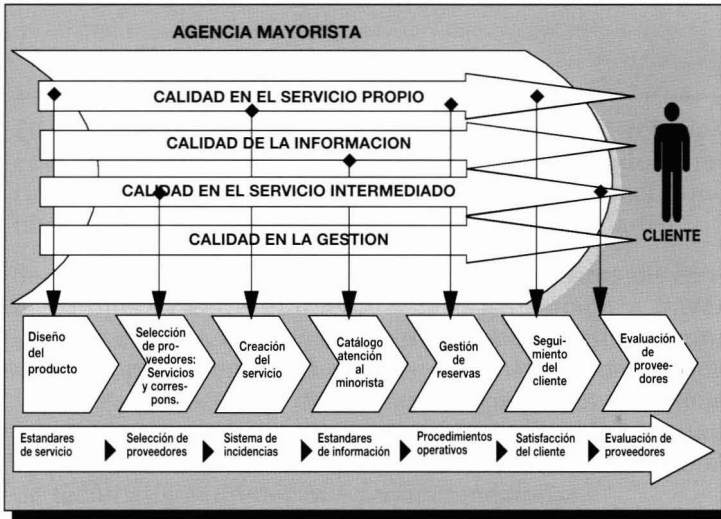 AGENCIA MAYORISTA
CALIDAD EN EL SERVICIO PROPIO
CALIDAD DE LA INFORMACION
CALIDAD EN EL SERVICIO INTERMEDIADO
CALIDAD EN LA GESTION
CLIENTE
Diseño
del
producto
Selección
de pro-
veedores:
Servicios
y corres-
pons.
Creación
del
servicio
Catálogo
atención
al
minorista
Gestión
de
reservas
Segui-
miento
del
cliente
Evaluación
de
provee-
dores
Estandares
de servicio
Selección de
proveedores
Sistema de
incidencias
Estandares
de información
Procedimientos
operativos
Satisfacción
del cliente
Evaluación de
proveedores